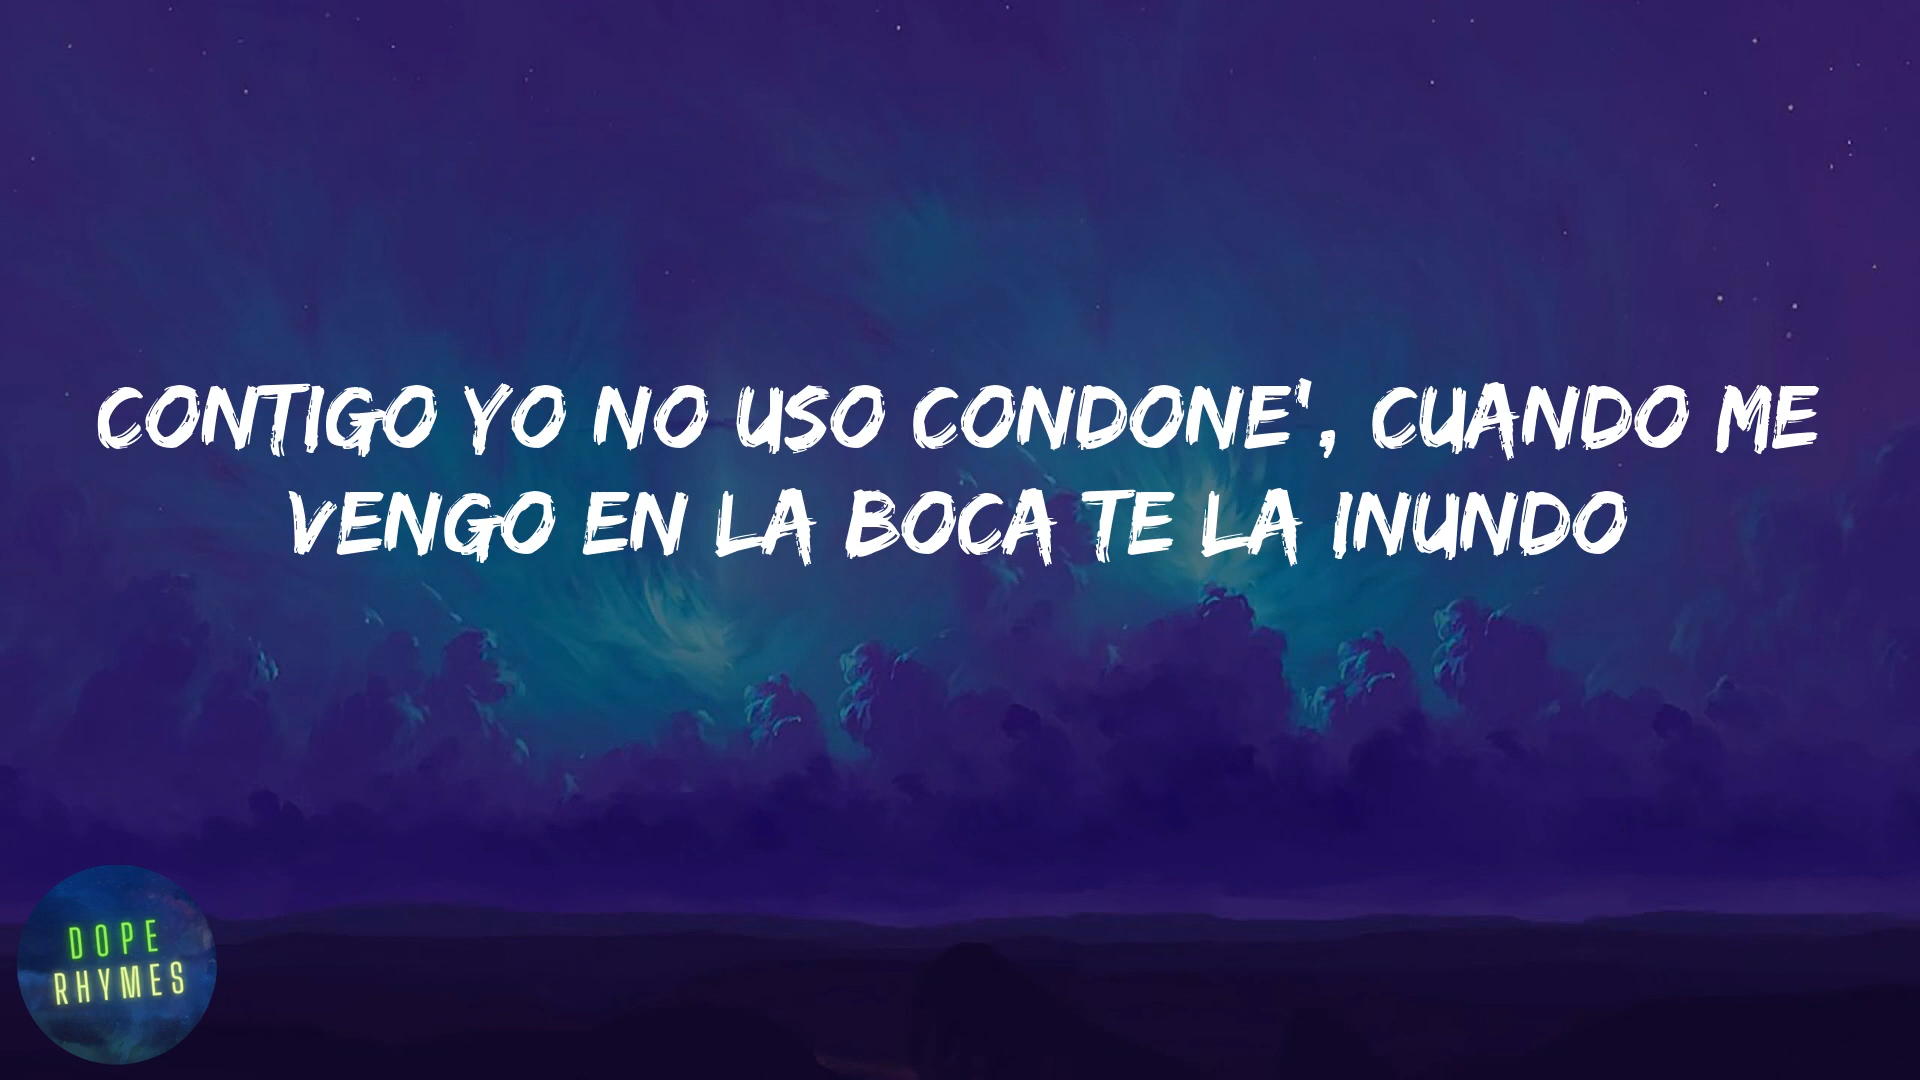 CONTIGO YO NO USO CONDONE', CUANDO ME
VENGO EN LA BOCA TE LA INUNDO
DOPE
RHYMES